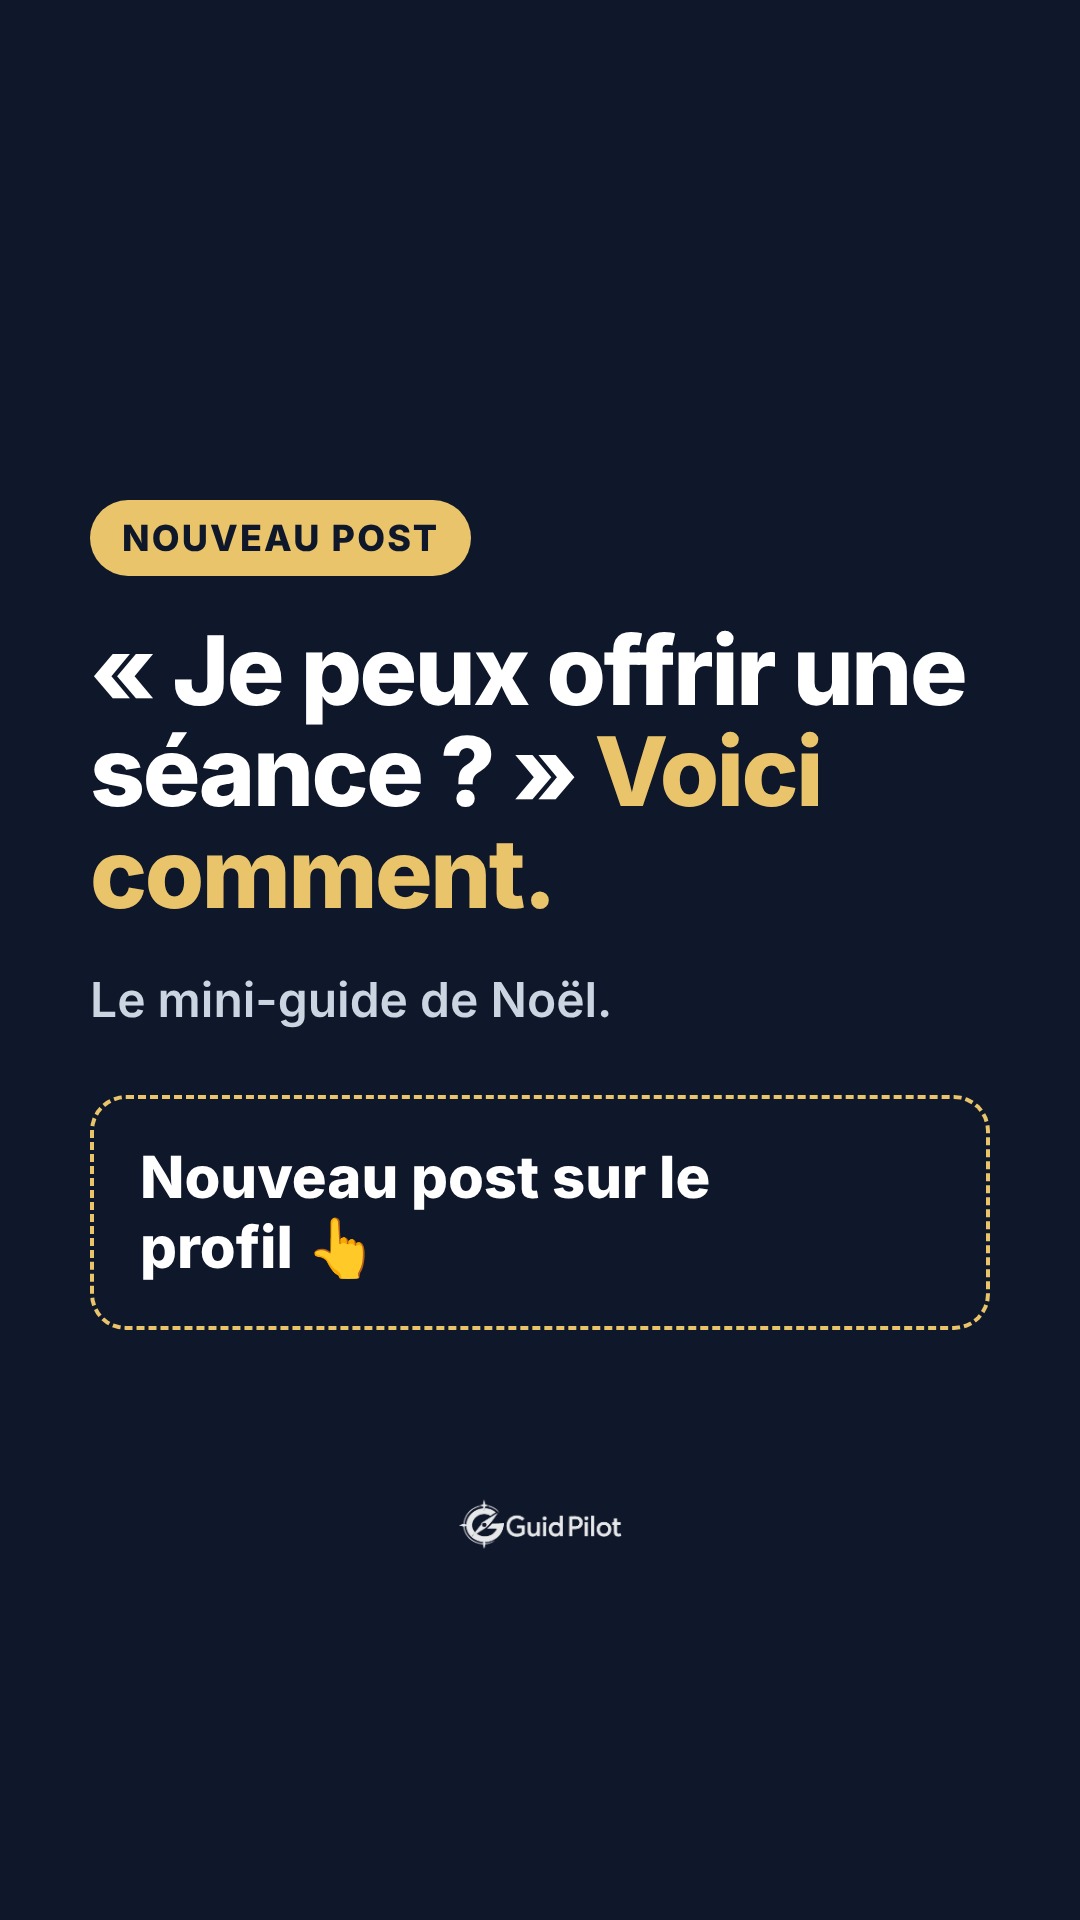 NOUVEAU POST
« Je peux offrir une
séance ? » Voici
comment.
Le mini-guide de Noël.
Nouveau post sur le
profil 👆
GuidPilot